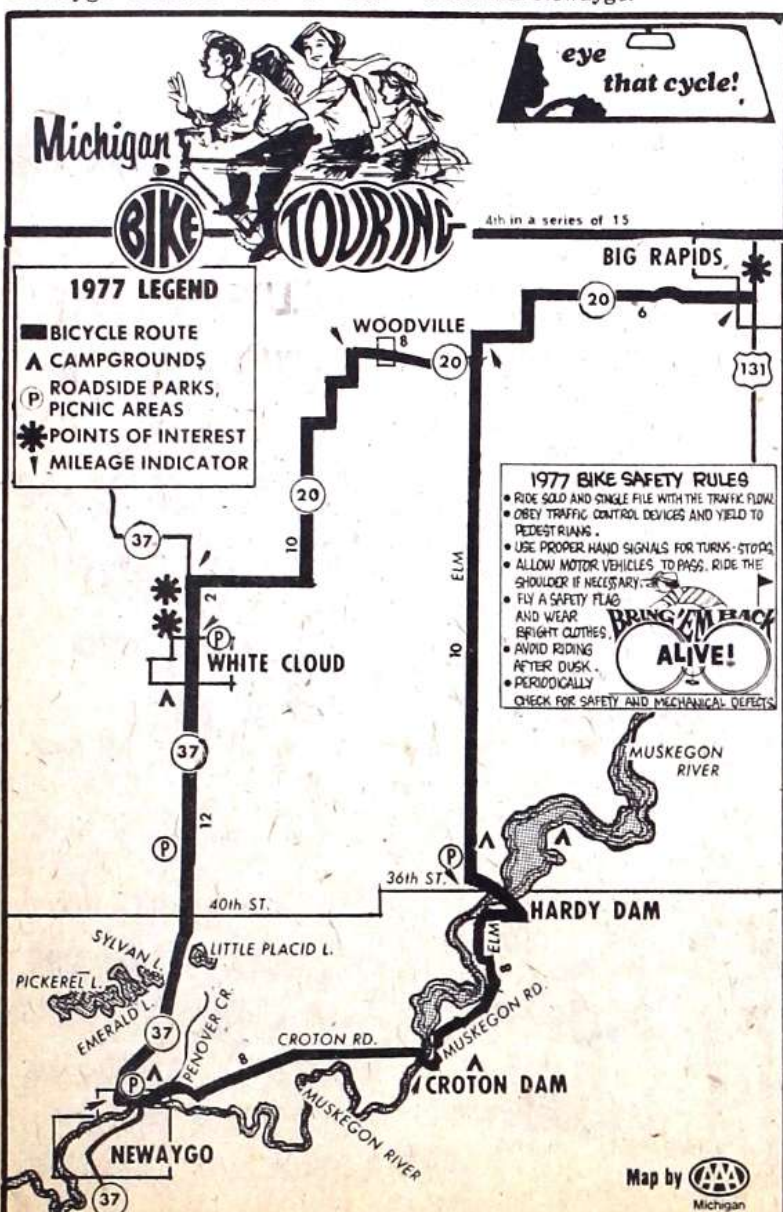 eye
that cycle!
Michigan
BIKE TOURING
4th in a series of 15
BIG RAPIDS
1977 LEGEND
BICYCLE ROUTE
CAMPGROUNDS
P ROADSIDE PARKS,
PICNIC AREAS
POINTS OF INTEREST
MILEAGE INDICATOR
20
6
WOODVILLE
8
20
131
20
10
ELM
10
1977 BIKE SAFETY RULES
• RIDE SOLO AND SINGLE FILE WITH THE TRAFFIC FLOW.
• OBEY TRAFFIC CONTROL DEVICES AND YIELD TO
PEDESTRIANS.
• USE PROPER HAND SIGNALS FOR TURNS-STOPS.
• ALLOW MOTOR VEHICLES TO PASS. RIDE THE
SHOULDER IF NECESSARY.
• FLY A SAFETY FLAG
AND WEAR
BRIGHT CLOTHES.
• AVOID RIDING
AFTER DUSK.
• PERIODICALLY
CHECK FOR SAFETY AND MECHANICAL DEFECTS
BRING 'EM BACK
ALIVE!
37
2
P
WHITE CLOUD
37
12
P
MUSKEGON
RIVER
P
36th ST.
40th ST.
HARDY DAM
ELM
8
SYLVAN L.
LITTLE PLACID L.
PICKEREL L.
EMERALD L.
37
PENOYER CR.
CROTON RD.
8
MUSKEGON RD.
P
CROTON DAM
MUSKEGON RIVER
NEWAYGO
37
Map by AAA
Michigan